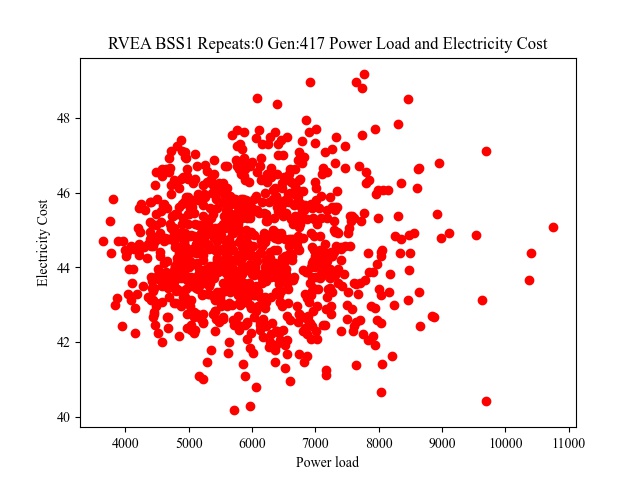 RVEA BSS1 Repeats:0 Gen:417 Power Load and Electricity Cost
48
46
44
42
40
Electricity Cost
4000 5000 6000 7000 8000 9000 10000 11000
Power load